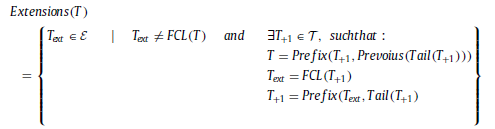 Extensions(T)
= { T_ext ∈ ℰ | T_ext ≠ FCL(T) and ∃T_{+1} ∈ 𝒯, suchthat :
T = Prefix(T_{+1}, Prevoius(Tail(T_{+1})))
T_ext = FCL(T_{+1})
T_{+1} = Prefix(T_ext, Tail(T_{+1}) }